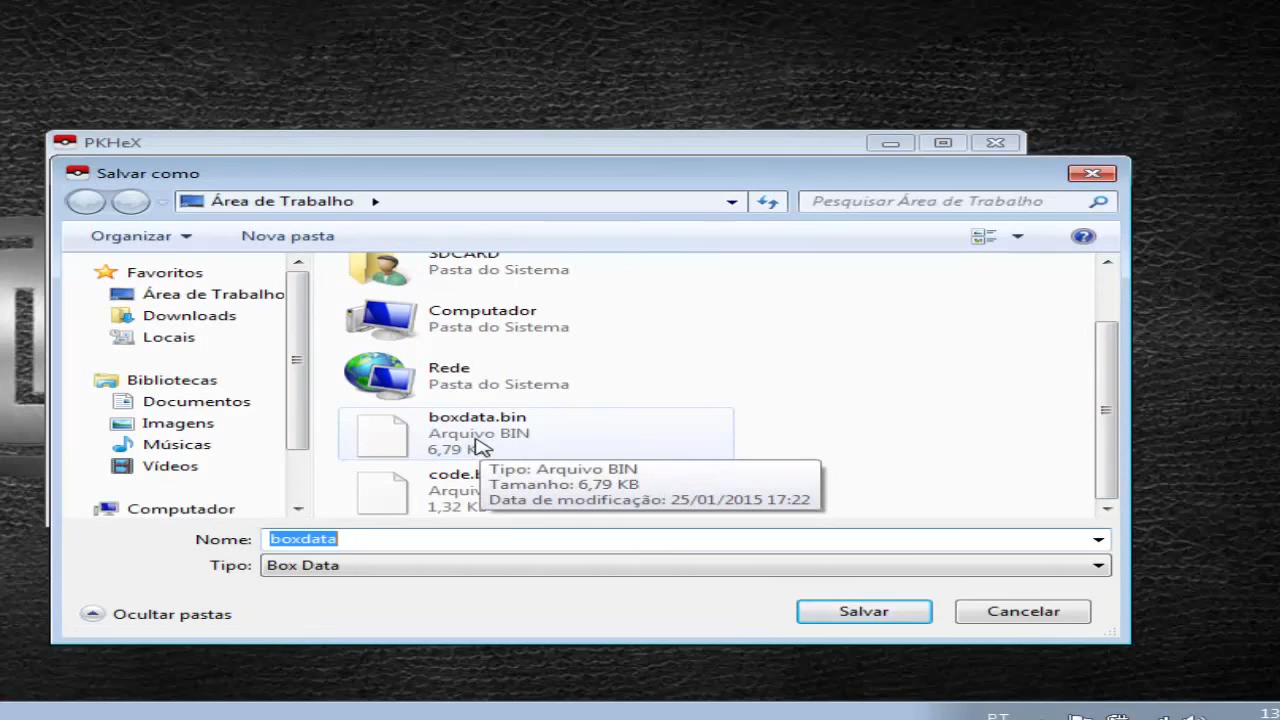 PKHeX
Salvar como
Área de Trabalho
Pesquisar Área de Trabalho
Organizar
Nova pasta
Favoritos
Área de Trabalho
Downloads
Locais
Bibliotecas
Documentos
Imagens
Músicas
Vídeos
Computador
SDCARD
Pasta do Sistema
Computador
Pasta do Sistema
Rede
Pasta do Sistema
boxdata.bin
Arquivo BIN
6,79 K
code.b
Arqui
1,32 K
Tipo: Arquivo BIN
Tamanho: 6,79 KB
Data de modificação: 25/01/2015 17:22
Nome: boxdata
Tipo: Box Data
Ocultar pastas
Salvar
Cancelar
PT
13